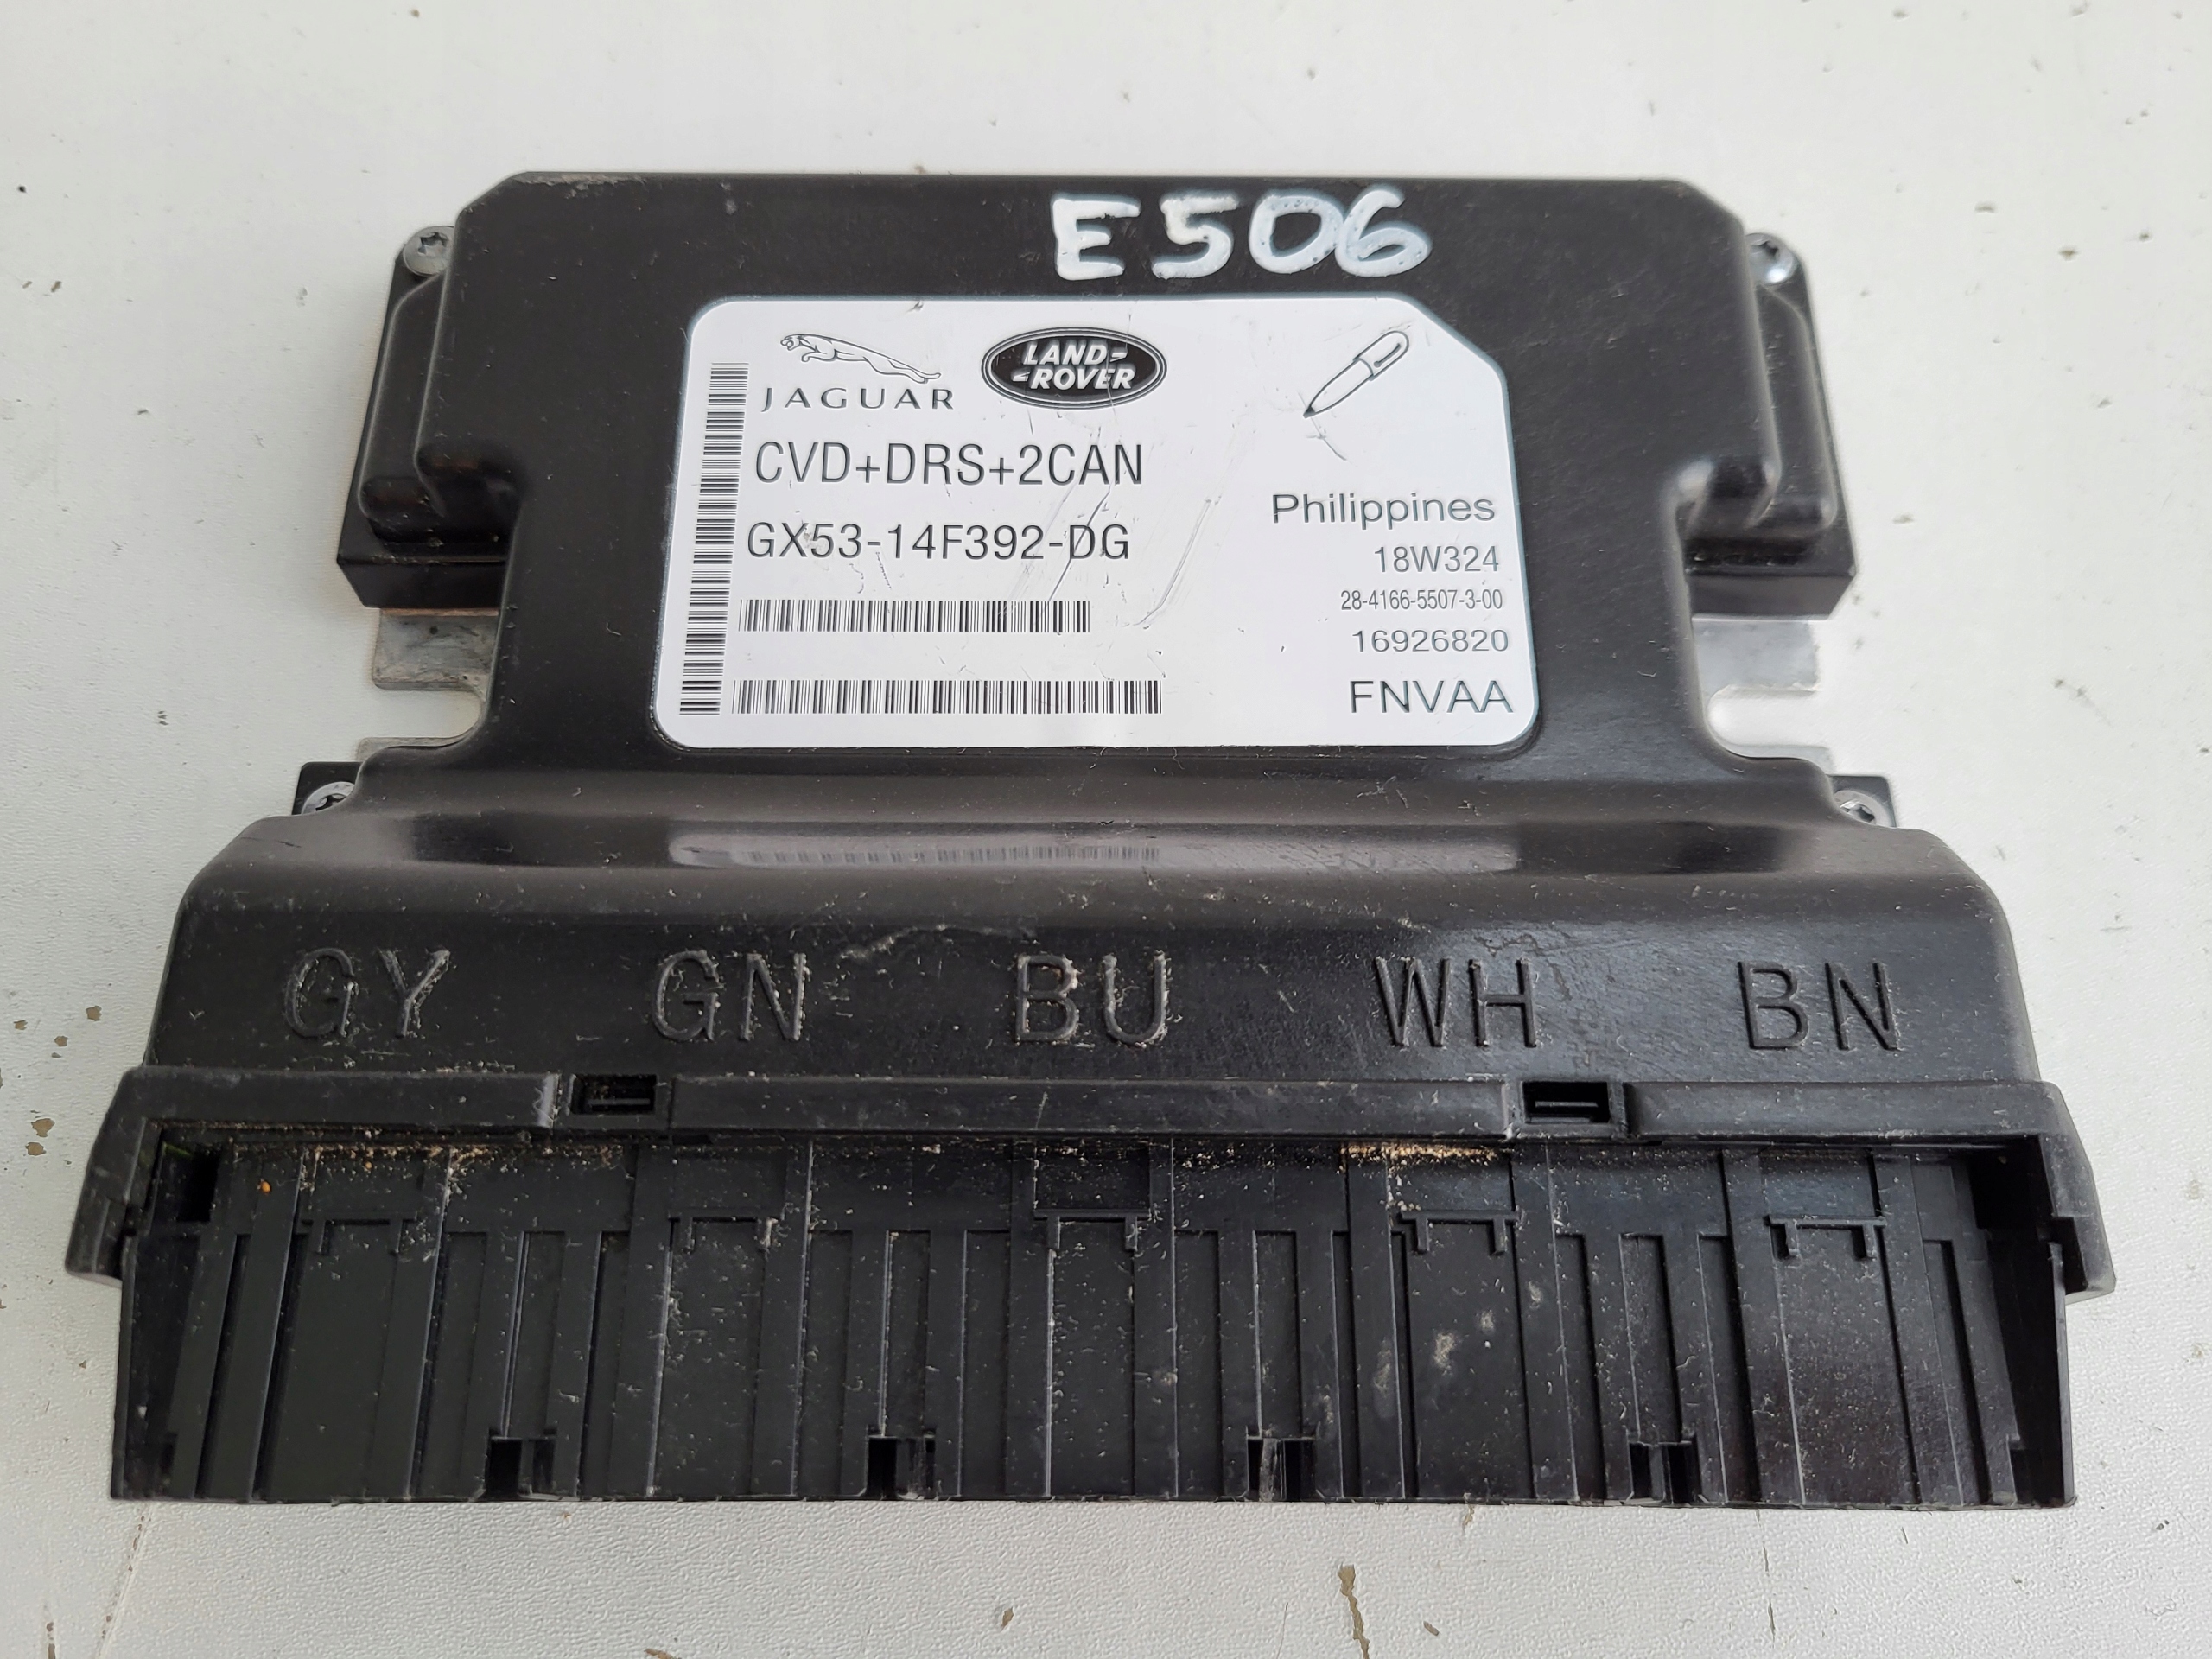 E506
JAGUAR
LAND-
-ROVER
CVD+DRS+2CAN
GX53-14F392-DG
Philippines
18W324
28-4166-5507-3-00
16926820
FNVAA
GY GN BU WH BN